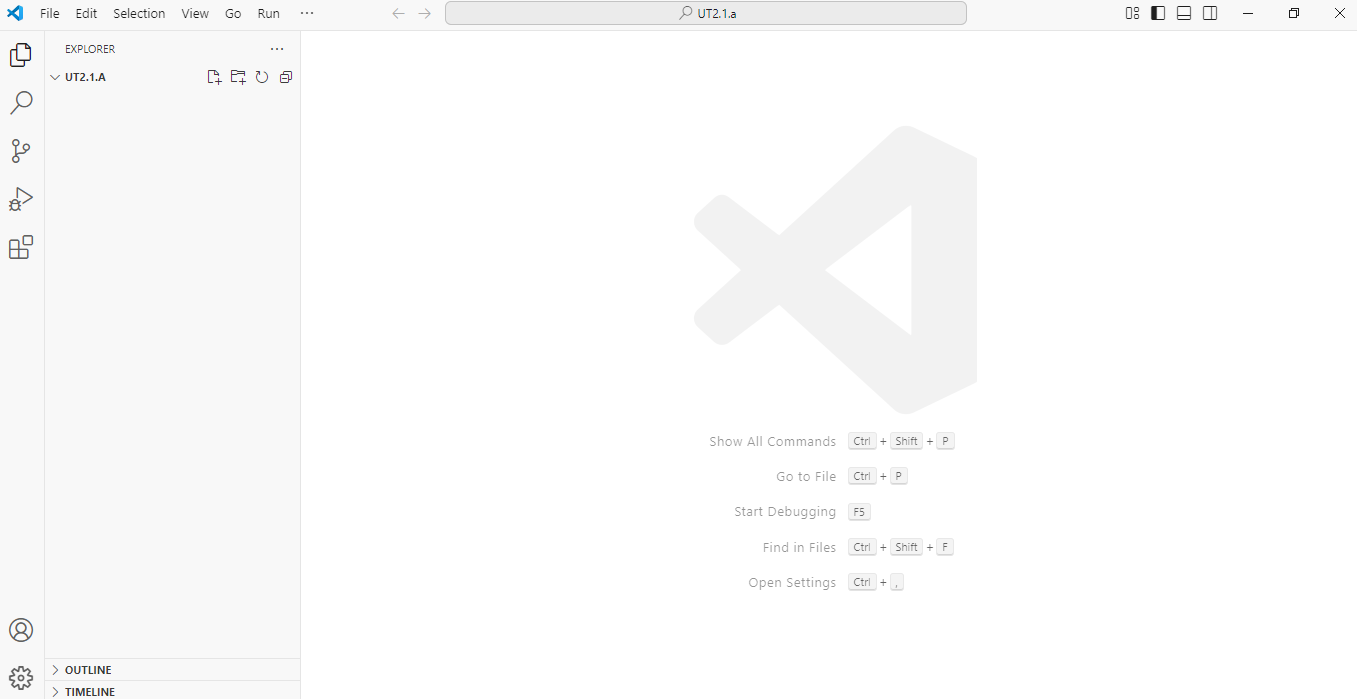 File Edit Selection View Go Run ...
UT2.1.a
EXPLORER
UT2.1.A
Show All Commands Ctrl + Shift + P
Go to File Ctrl + P
Start Debugging F5
Find in Files Ctrl + Shift + F
Open Settings Ctrl + ,
OUTLINE
TIMELINE